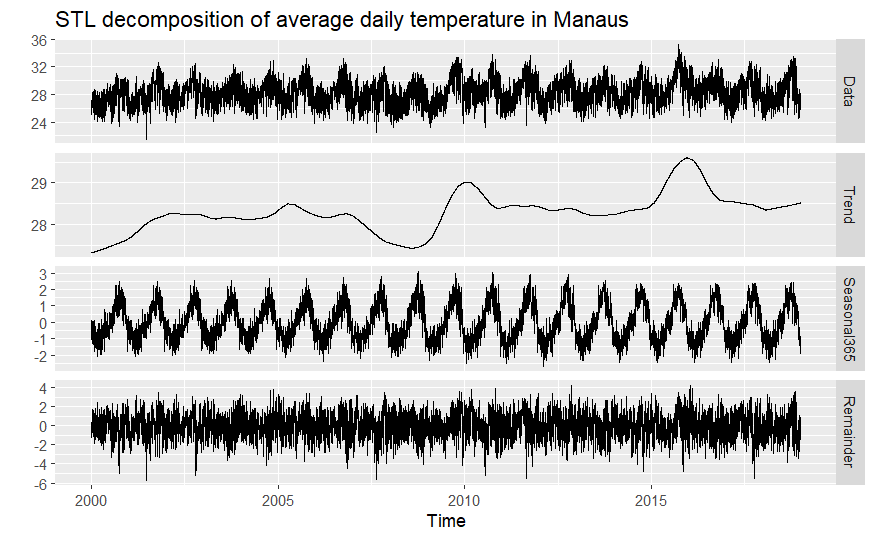 STL decomposition of average daily temperature in Manaus
36
32
28
24
Data
29
28
Trend
3
2
1
0
-1
-2
Seasonal365
4
2
0
-2
-4
-6
Remainder
2000 2005 2010 2015
Time